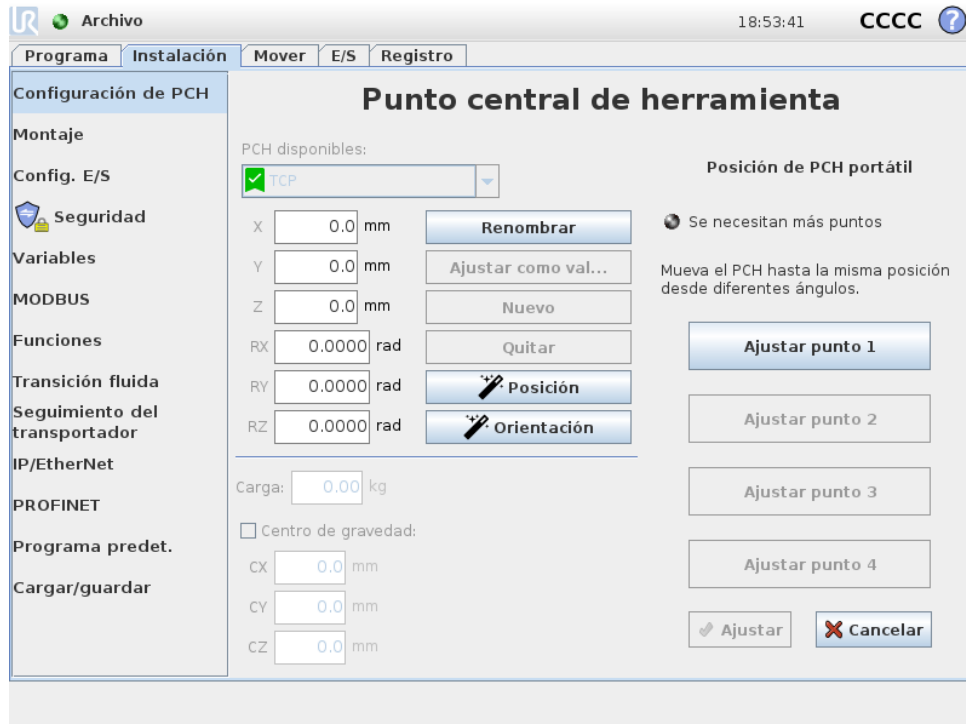 UR Archivo 18:53:41 CCCC ?
Programa Instalación Mover E/S Registro
Configuración de PCH
Montaje
Config. E/S
Seguridad
Variables
MODBUS
Funciones
Transición fluida
Seguimiento del
transportador
IP/EtherNet
PROFINET
Programa predet.
Cargar/guardar
Punto central de herramienta
PCH disponibles:
TCP
X 0.0 mm Renombrar
Y 0.0 mm Ajustar como val...
Z 0.0 mm Nuevo
RX 0.0000 rad Quitar
RY 0.0000 rad Posición
RZ 0.0000 rad Orientación
Carga: 0.00 kg
Centro de gravedad:
CX 0.0 mm
CY 0.0 mm
CZ 0.0 mm
Posición de PCH portátil
Se necesitan más puntos
Mueva el PCH hasta la misma posición
desde diferentes ángulos.
Ajustar punto 1
Ajustar punto 2
Ajustar punto 3
Ajustar punto 4
Ajustar Cancelar